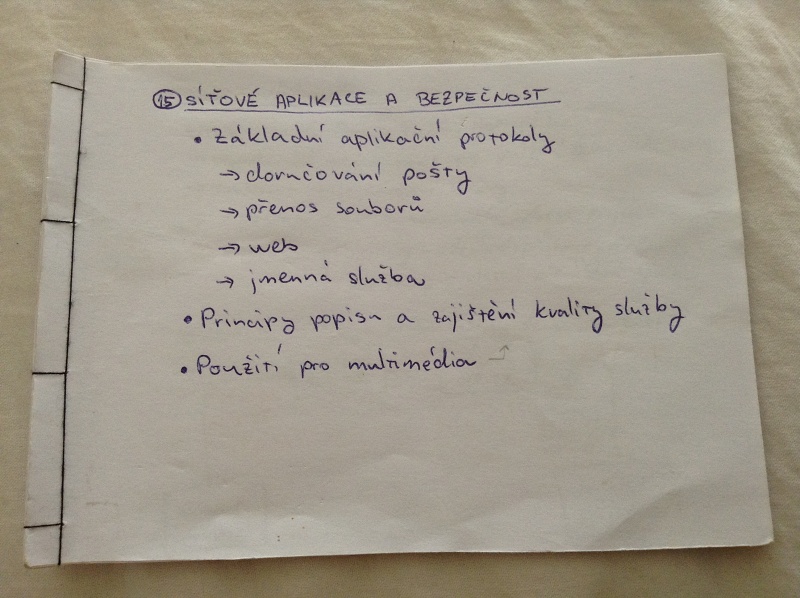 15 SÍŤOVÉ APLIKACE A BEZPEČNOST
• Základní aplikační protokoly
→ doručování pošty
→ přenos souborů
→ web
→ jmenná služba
• Principy popisu a zajištění kvality služby
• Použití pro multimédia